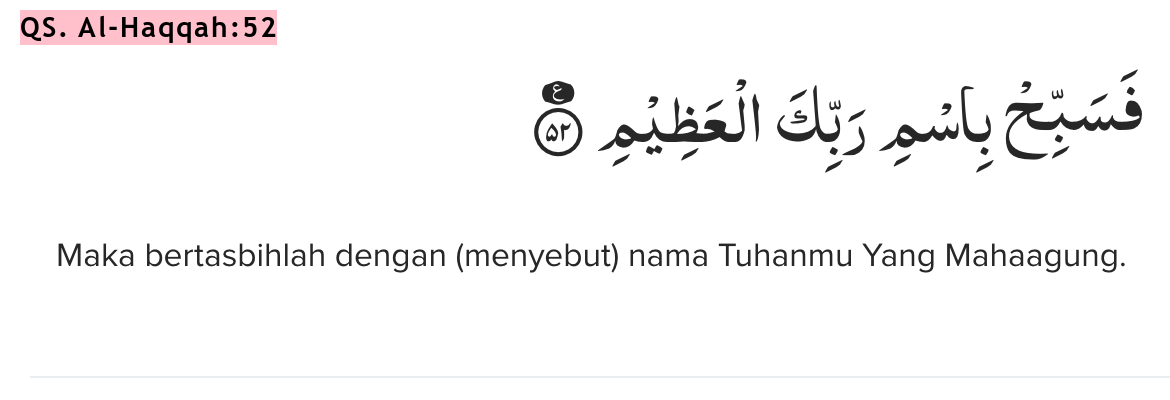 QS. Al-Haqqah:52
فَسَبِّحْ بِاسْمِ رَبِّكَ الْعَظِيْمِ ࣖ ۝٥٢
Maka bertasbihlah dengan (menyebut) nama Tuhanmu Yang Mahaagung.